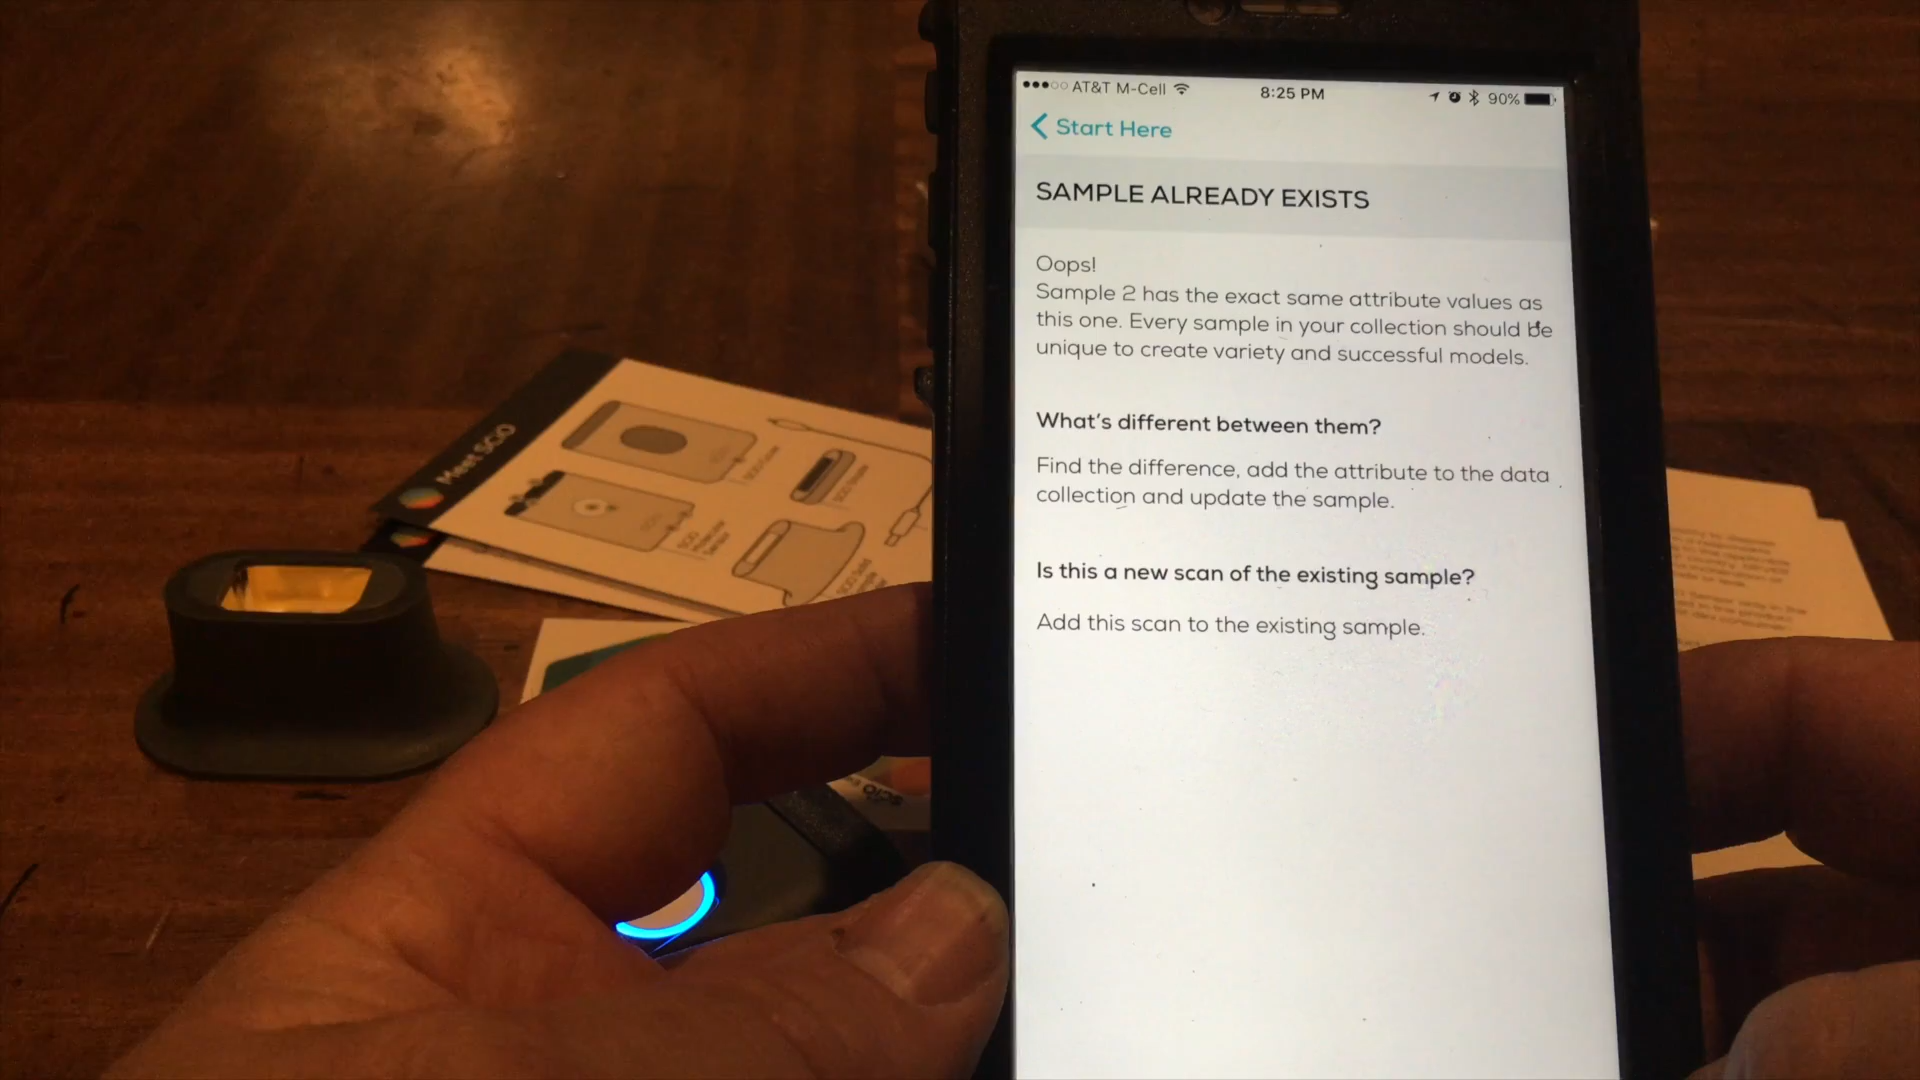 AT&T M-Cell 8:25 PM 90%
Start Here
SAMPLE ALREADY EXISTS
Oops!
Sample 2 has the exact same attribute values as
this one. Every sample in your collection should be
unique to create variety and successful models.
What's different between them?
Find the difference, add the attribute to the data
collection and update the sample.
Is this a new scan of the existing sample?
Add this scan to the existing sample.
Meet SCiO